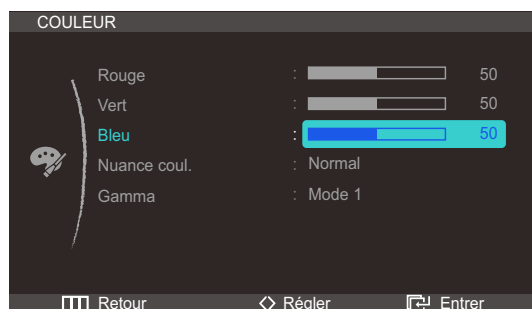 COULEUR
Rouge : 50
Vert : 50
Bleu : 50
Nuance coul. : Normal
Gamma : Mode 1
Retour Régler Entrer